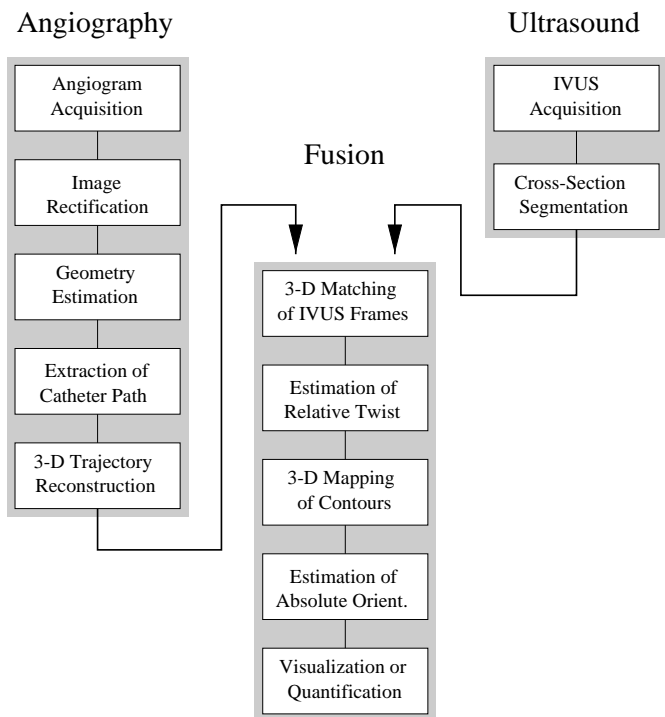 Angiography
Angiogram
Acquisition
Image
Rectification
Geometry
Estimation
Extraction of
Catheter Path
3-D Trajectory
Reconstruction
Ultrasound
IVUS
Acquisition
Cross-Section
Segmentation
Fusion
3-D Matching
of IVUS Frames
Estimation of
Relative Twist
3-D Mapping
of Contours
Estimation of
Absolute Orient.
Visualization or
Quantification